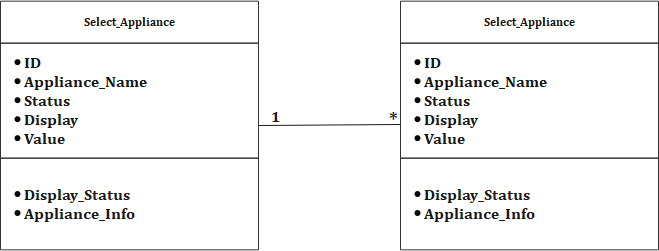 Select_Appliance
• ID
• Appliance_Name
• Status
• Display
• Value
• Display_Status
• Appliance_Info
1 *
Select_Appliance
• ID
• Appliance_Name
• Status
• Display
• Value
• Display_Status
• Appliance_Info